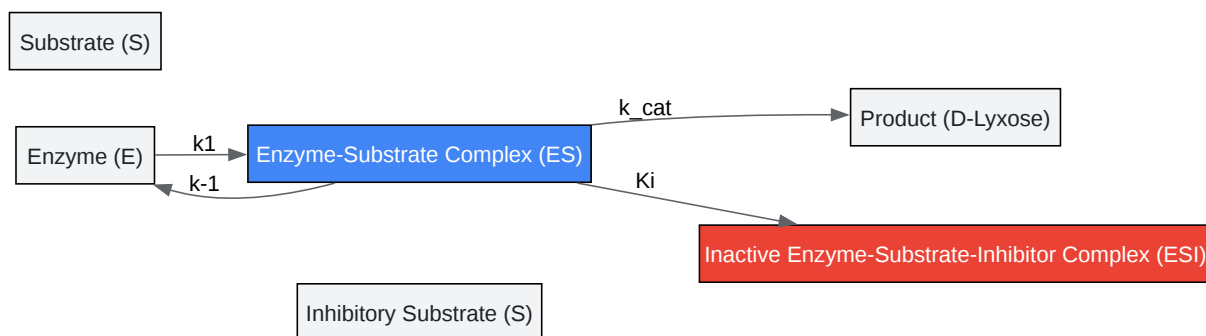 Substrate (S)
k_cat
Product (D-Lyxose)
Enzyme (E)
k1
Enzyme-Substrate Complex (ES)
k-1
Ki
Inactive Enzyme-Substrate-Inhibitor Complex (ESI)
Inhibitory Substrate (S)